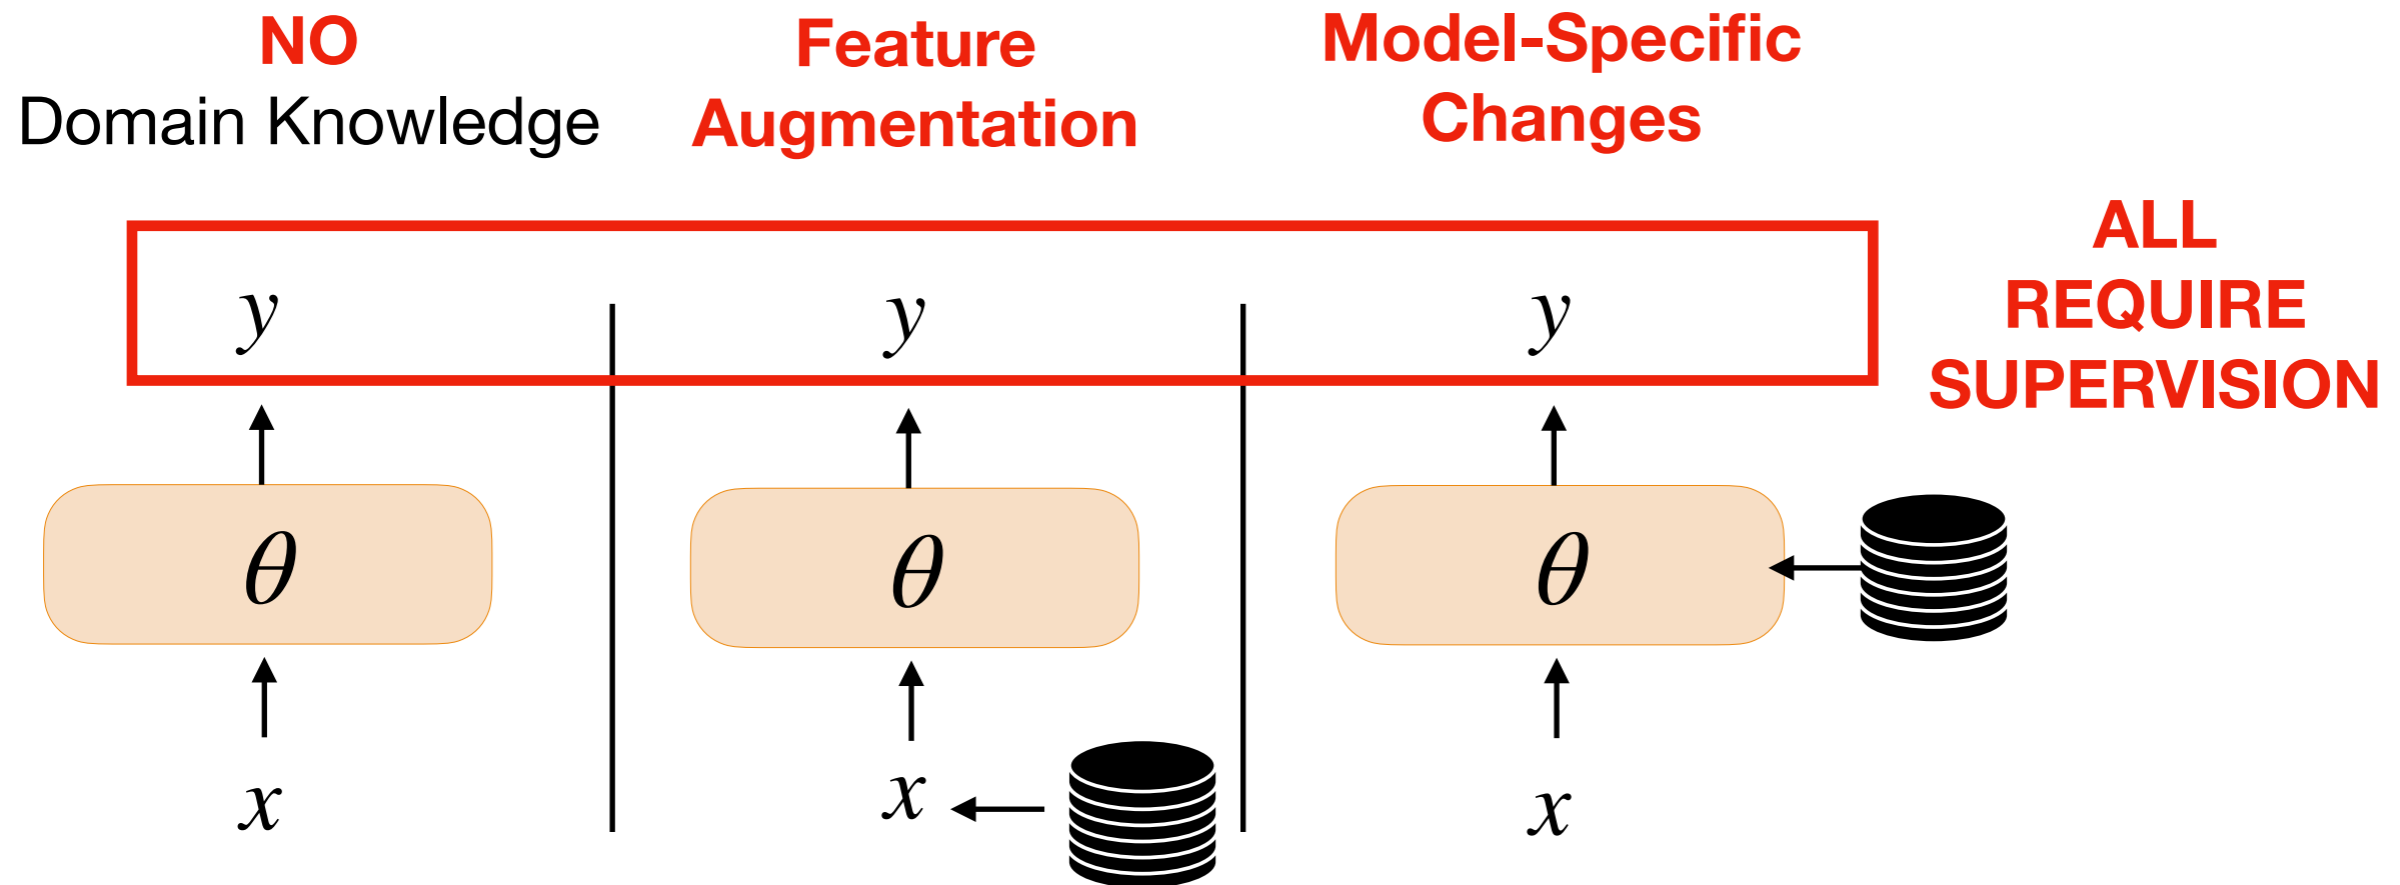 NO
Domain Knowledge
Feature
Augmentation
Model-Specific
Changes
ALL
REQUIRE
SUPERVISION
y
y
y
θ
θ
θ
x
x
x